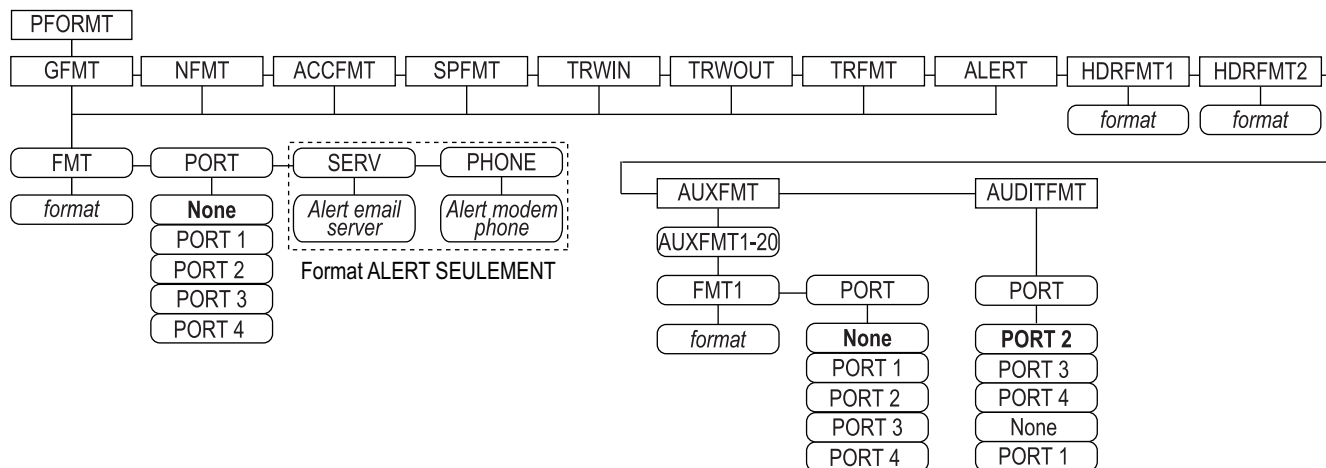 PFORMT
GFMT NFMT ACCFMT SPFMT TRWIN TRWOUT TRFMT ALERT HDRFMT1 HDRFMT2
format format
FMT PORT SERV PHONE
format
None
PORT 1
PORT 2
PORT 3
PORT 4
Alert email
server
Alert modem
phone
Format ALERT SEULEMENT
AUXFMT AUDITFMT
AUXFMT1-20
FMT1 PORT
format
None
PORT 1
PORT 2
PORT 3
PORT 4
PORT
PORT 2
PORT 3
PORT 4
None
PORT 1